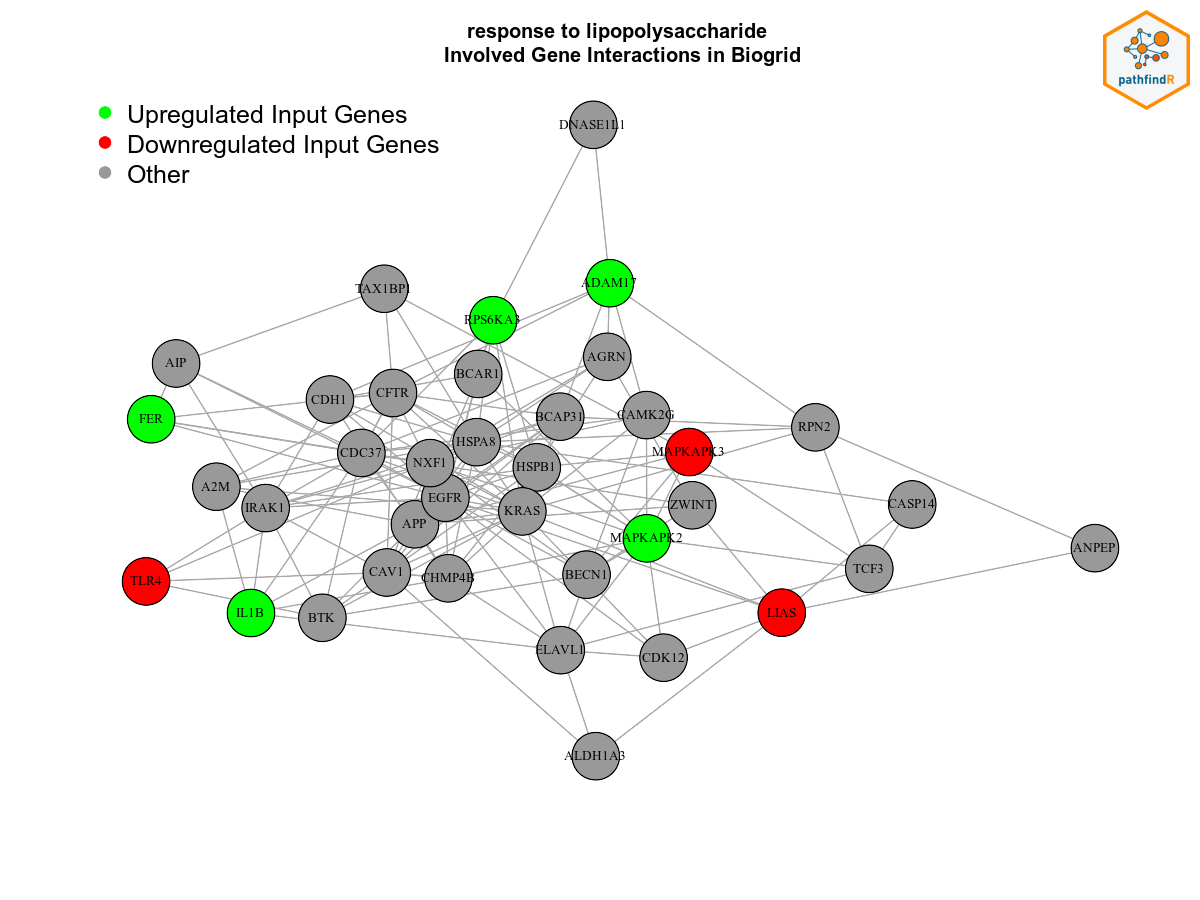 response to lipopolysaccharide
Involved Gene Interactions in Biogrid
pathfindR
Upregulated Input Genes
Downregulated Input Genes
Other
DNASE1L1
TAX1BP1
ADAM17
RPS6KA3
AIP
AGRN
BCAR1
CDH1
CFTR
FER
BCAP31
CAMK2G
RPN2
HSPA8
CDC37
MAPKAPK3
NXF1
HSPB1
A2M
EGFR
IRAK1
KRAS
ZWINT
CASP14
APP
MAPKAPK2
ANPEP
TCF3
CAV1
CHMP4B
BECN1
TLR4
IL1B
BTK
LIAS
ELAVL1
CDK12
ALDH1A3